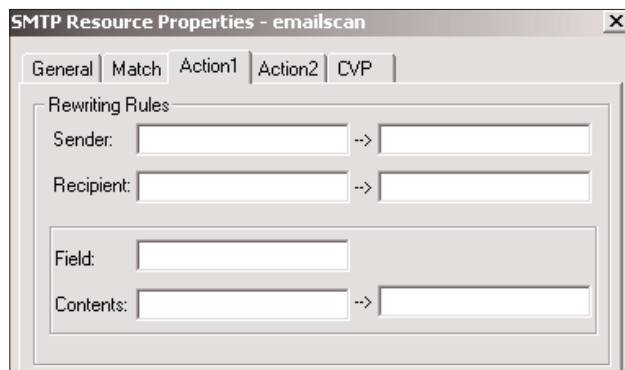 SMTP Resource Properties - emailscan
General Match Action1 Action2 CVP
Rewriting Rules
Sender: -->
Recipient: -->
Field:
Contents: -->